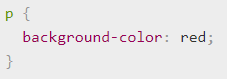 p {
  background-color: red;
}